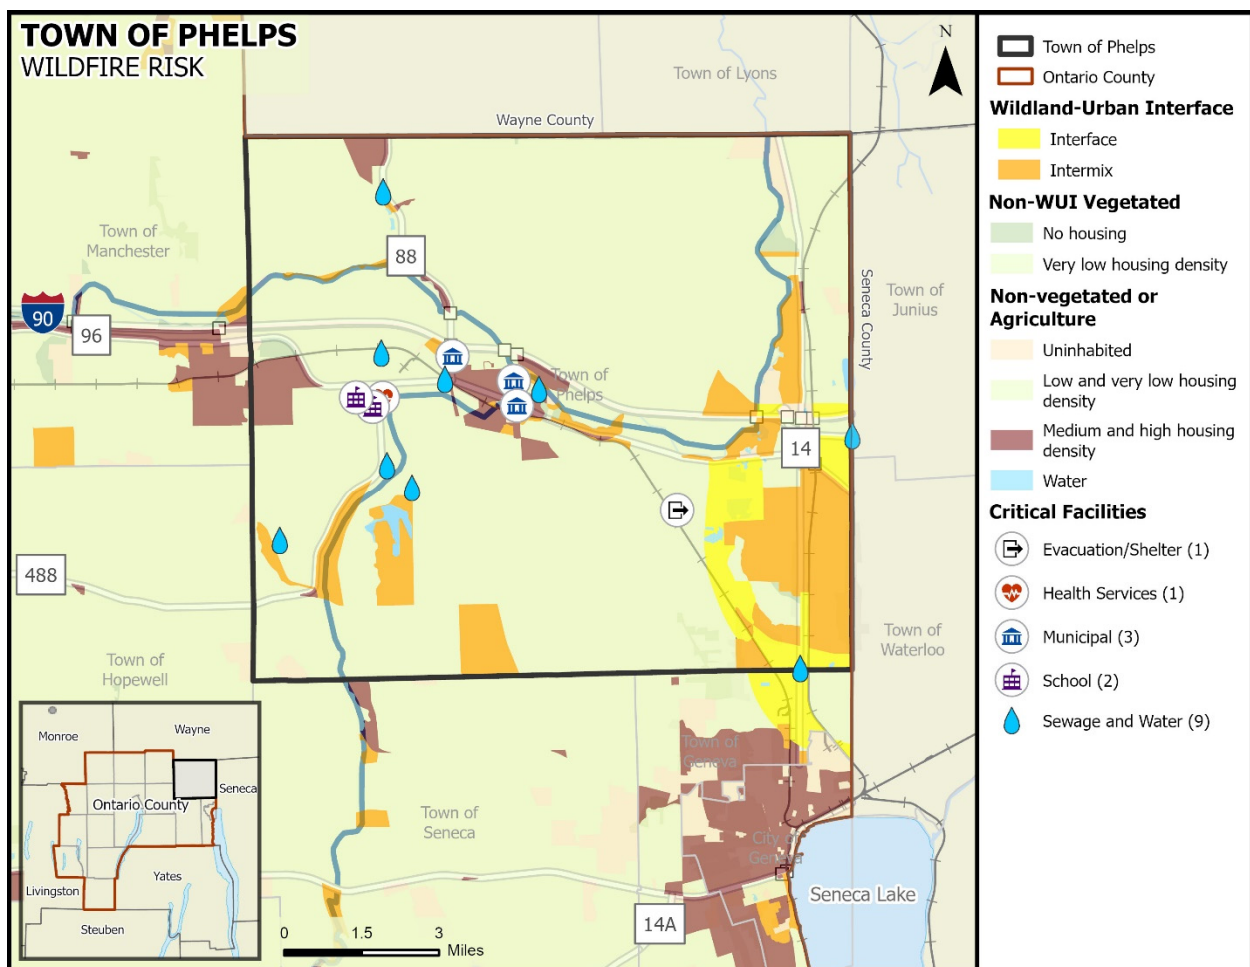 TOWN OF PHELPS
WILDFIRE RISK
N
Town of Lyons
Wayne County
Town of
Manchester
88
90
96
Town of
Junius
Seneca County
Town of
Phelps
14
488
Town of
Hopewell
Town of
Waterloo
Town of
Geneva
Town of
Seneca
City of
Geneva
Seneca Lake
14A
Monroe
Wayne
Seneca
Ontario County
Livingston
Yates
Steuben
0
1.5
3
Miles
Town of Phelps
Ontario County
Wildland-Urban Interface
Interface
Intermix
Non-WUI Vegetated
No housing
Very low housing density
Non-vegetated or
Agriculture
Uninhabited
Low and very low housing
density
Medium and high housing
density
Water
Critical Facilities
Evacuation/Shelter (1)
Health Services (1)
Municipal (3)
School (2)
Sewage and Water (9)